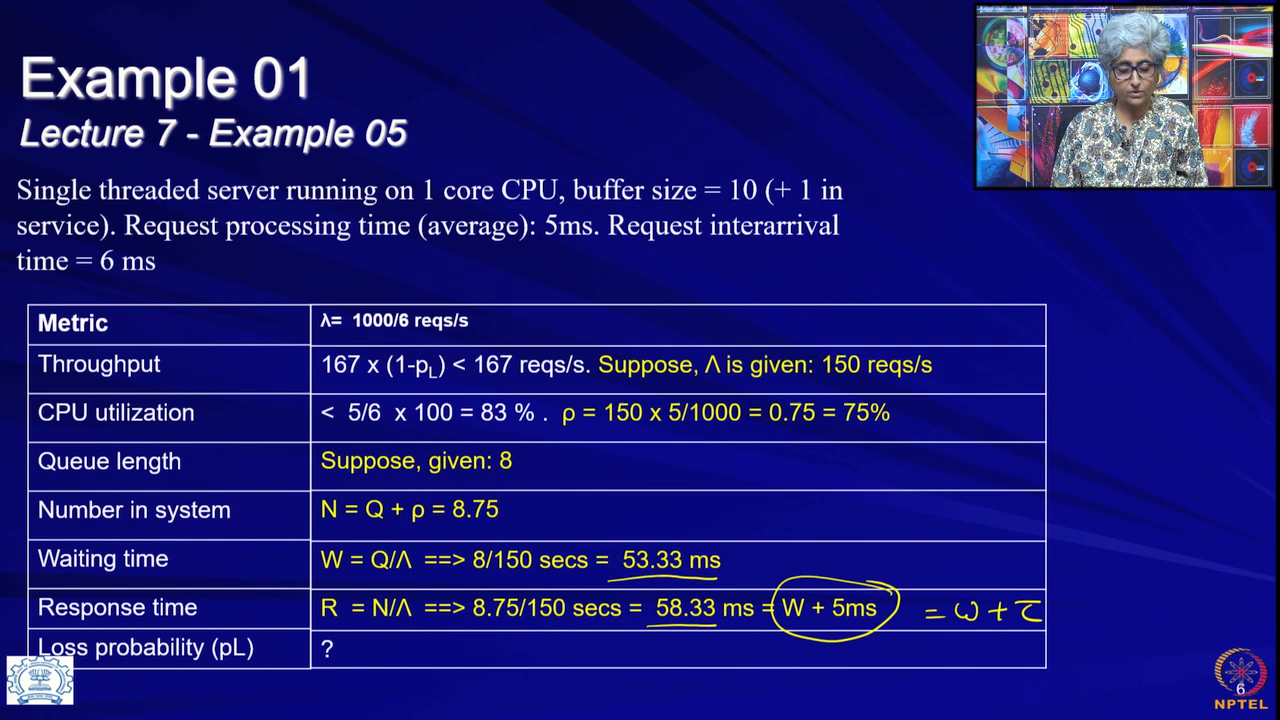 Example 01
Lecture 7 - Example 05
Single threaded server running on 1 core CPU, buffer size = 10 (+ 1 in
service). Request processing time (average): 5ms. Request interarrival
time = 6 ms
Metric λ= 1000/6 reqs/s
Throughput 167 x (1-pL) < 167 reqs/s. Suppose, Λ is given: 150 reqs/s
CPU utilization < 5/6 x 100 = 83 % . ρ = 150 x 5/1000 = 0.75 = 75%
Queue length Suppose, given: 8
Number in system N = Q + ρ = 8.75
Waiting time W = Q/Λ ==> 8/150 secs = 53.33 ms
Response time R = N/Λ ==> 8.75/150 secs = 58.33 ms = W + 5ms = W + τ
Loss probability (pL) ?
6
NPTEL